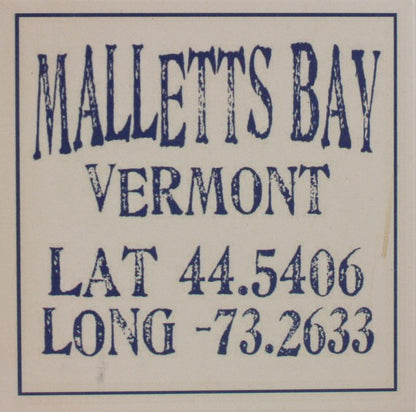 MALLETTS BAY
VERMONT
LAT 44.5406
LONG -73.2633